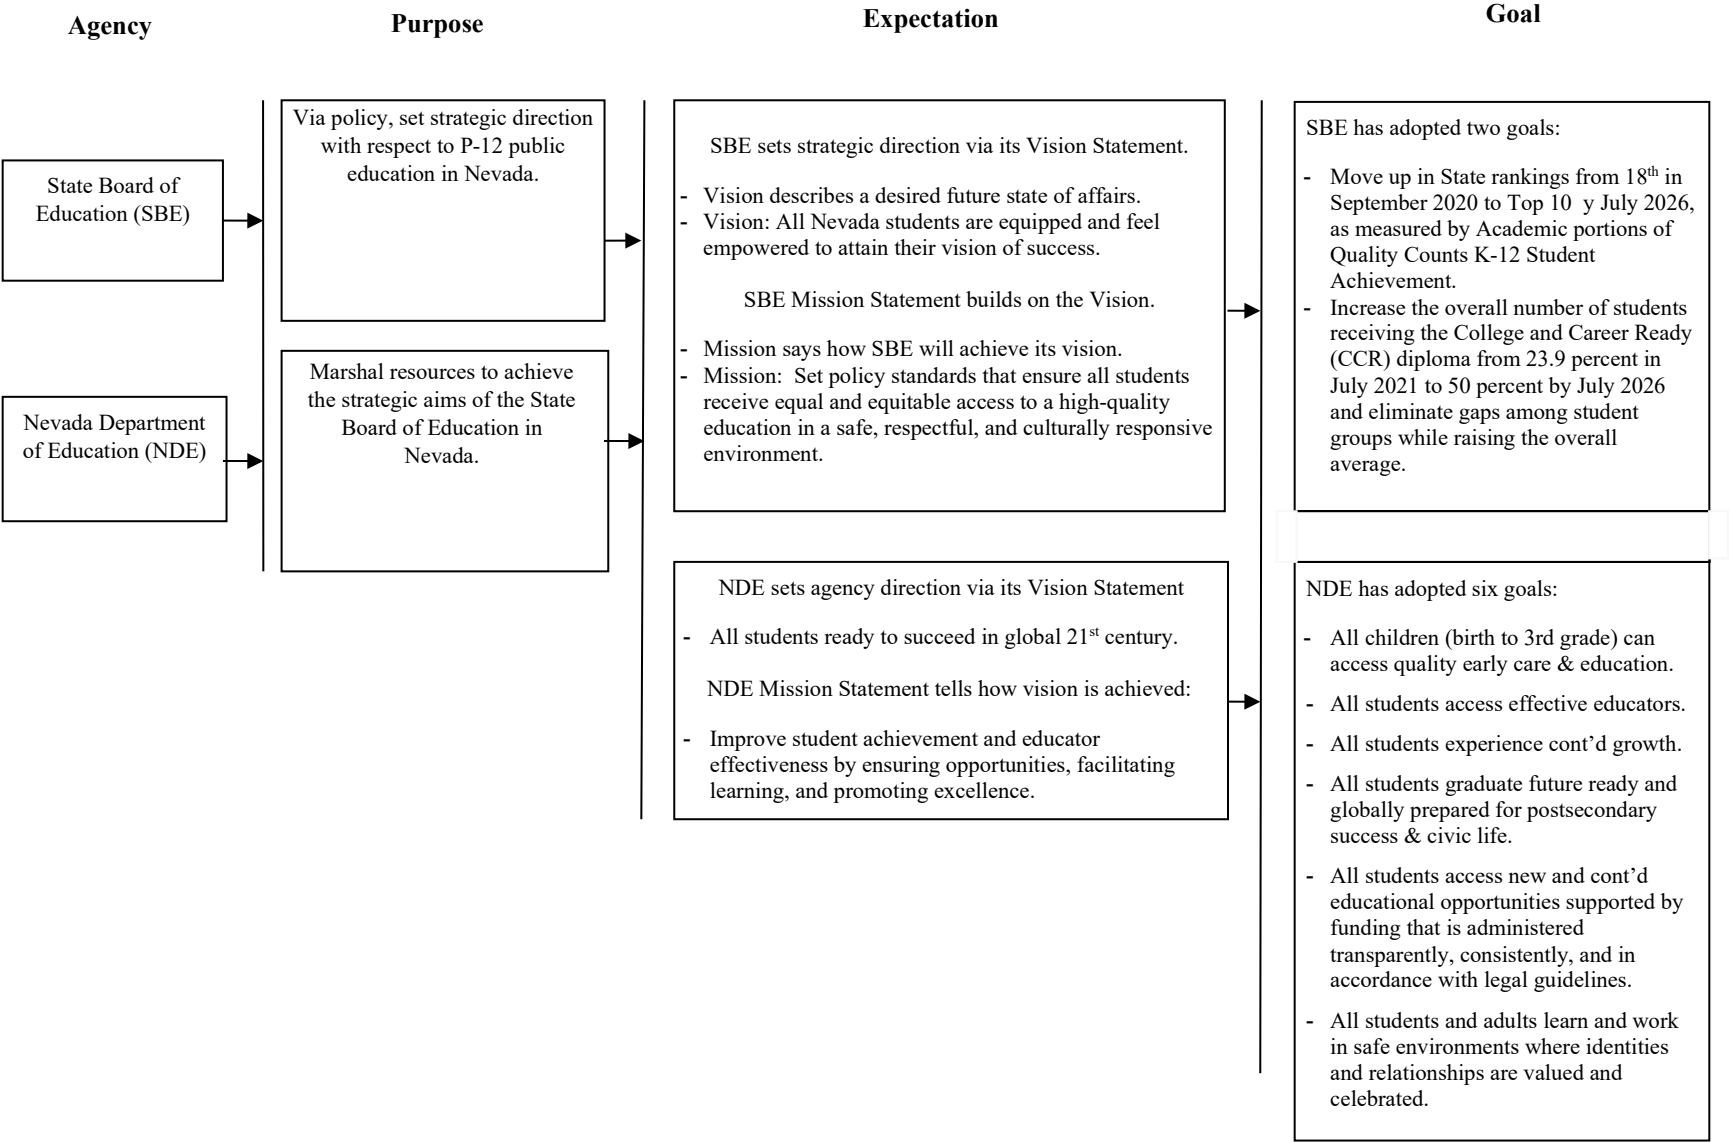 Agency
Purpose
Expectation
Goal
State Board of
Education (SBE)
Nevada Department
of Education (NDE)
Via policy, set strategic direction
with respect to P-12 public
education in Nevada.
Marshal resources to achieve
the strategic aims of the State
Board of Education in
Nevada.
SBE sets strategic direction via its Vision Statement.
- Vision describes a desired future state of affairs.
- Vision: All Nevada students are equipped and feel
empowered to attain their vision of success.
SBE Mission Statement builds on the Vision.
- Mission says how SBE will achieve its vision.
- Mission:  Set policy standards that ensure all students
receive equal and equitable access to a high-quality
education in a safe, respectful, and culturally responsive
environment.
NDE sets agency direction via its Vision Statement
- All students ready to succeed in global 21st century.
NDE Mission Statement tells how vision is achieved:
- Improve student achievement and educator
effectiveness by ensuring opportunities, facilitating
learning, and promoting excellence.
SBE has adopted two goals:
- Move up in State rankings from 18th in
September 2020 to Top 10  y July 2026,
as measured by Academic portions of
Quality Counts K-12 Student
Achievement.
- Increase the overall number of students
receiving the College and Career Ready
(CCR) diploma from 23.9 percent in
July 2021 to 50 percent by July 2026
and eliminate gaps among student
groups while raising the overall
average.
NDE has adopted six goals:
- All children (birth to 3rd grade) can
access quality early care & education.
- All students access effective educators.
- All students experience cont’d growth.
- All students graduate future ready and
globally prepared for postsecondary
success & civic life.
- All students access new and cont’d
educational opportunities supported by
funding that is administered
transparently, consistently, and in
accordance with legal guidelines.
- All students and adults learn and work
in safe environments where identities
and relationships are valued and
celebrated.